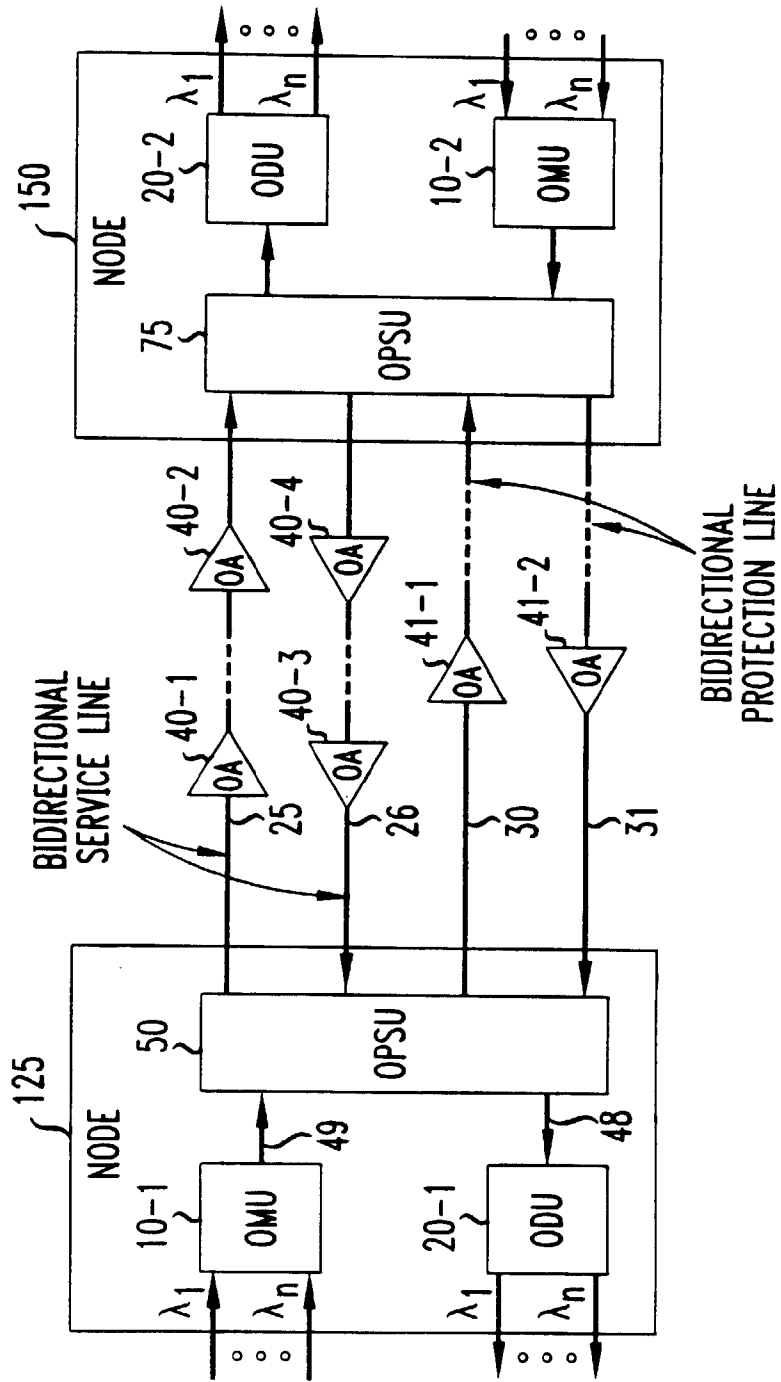 125
NODE
λ1
λn
10-1
OMU
49
50
OPSU
48
20-1
ODU
λ1
λn
BIDIRECTIONAL
SERVICE LINE
25
40-1
OA
40-2
OA
26
40-3
OA
40-4
OA
30
41-1
OA
31
41-2
OA
BIDIRECTIONAL
PROTECTION LINE
150
NODE
75
OPSU
20-2
ODU
λ1
λn
10-2
OMU
λ1
λn